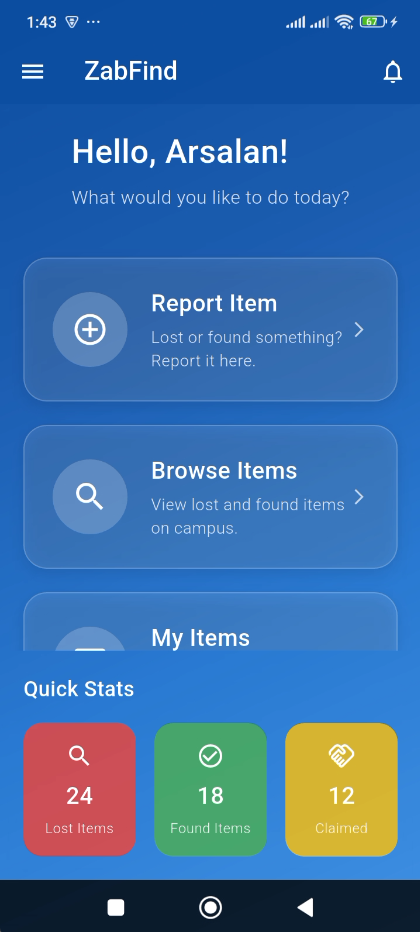 1:43
67
ZabFind
Hello, Arsalan!
What would you like to do today?
Report Item
Lost or found something?
Report it here.
Browse Items
View lost and found items
on campus.
My Items
Quick Stats
24
18
12
Lost Items
Found Items
Claimed